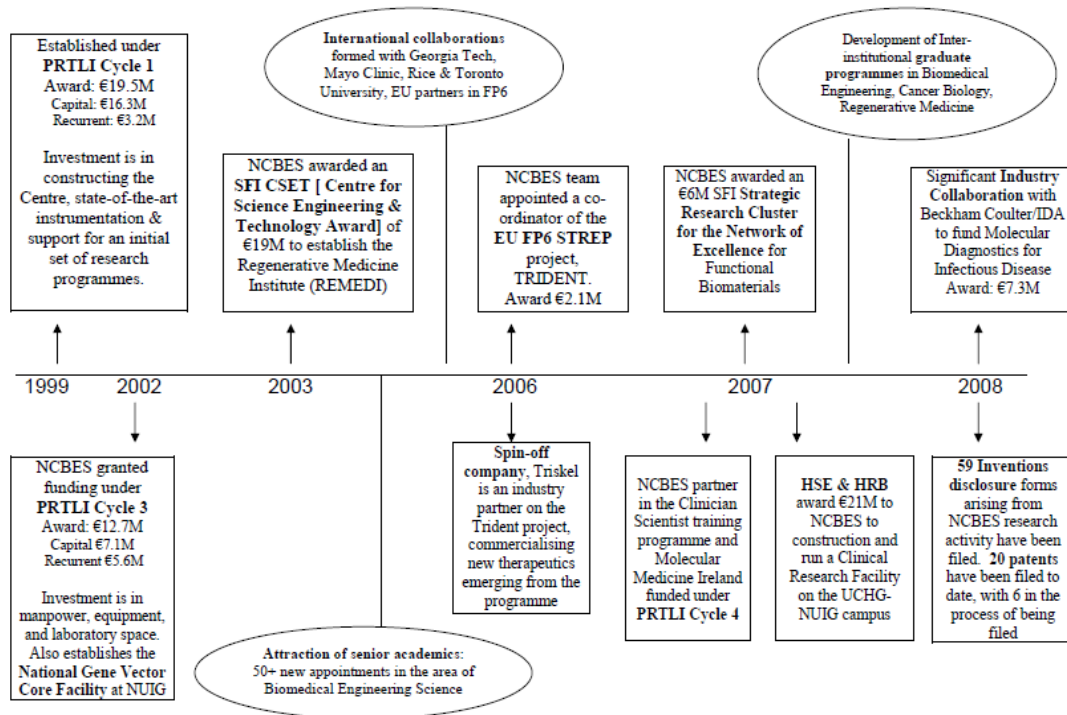 Established under
PRTLI Cycle 1
Award: €19.5M
Capital: €16.3M
Recurrent: €3.2M
Investment is in
constructing the
Centre, state-of-the-art
instrumentation &
support for an initial
set of research
programmes.
International collaborations
formed with Georgia Tech,
Mayo Clinic, Rice & Toronto
University, EU partners in FP6
Development of Inter-
institutional graduate
programmes in Biomedical
Engineering, Cancer Biology,
Regenerative Medicine
NCBES awarded an
SFI CSET [ Centre for
Science Engineering &
Technology Award] of
€19M to establish the
Regenerative Medicine
Institute (REMEDI)
NCBES team
appointed a co-
ordinator of the
EU FP6 STREP
project,
TRIDENT.
Award €2.1M
NCBES awarded an
€6M SFI Strategic
Research Cluster
for the Network of
Excellence for
Functional
Biomaterials
Significant Industry
Collaboration with
Beckham Coulter/IDA
to fund Molecular
Diagnostics for
Infectious Disease
Award: €7.3M
1999 2002 2003 2006 2007 2008
NCBES granted
funding under
PRTLI Cycle 3
Award: €12.7M
Capital €7.1M
Recurrent €5.6M
Investment is in
manpower, equipment,
and laboratory space.
Also establishes the
National Gene Vector
Core Facility at NUIG
Attraction of senior academics:
50+ new appointments in the area of
Biomedical Engineering Science
Spin-off
company, Triskel
is an industry
partner on the
Trident project,
commercialising
new therapeutics
emerging from the
programme
NCBES partner
in the Clinician
Scientist training
programme and
Molecular
Medicine Ireland
funded under
PRTLI Cycle 4
HSE & HRB
award €21M to
NCBES to
construction and
run a Clinical
Research Facility
on the UCHG-
NUIG campus
59 Inventions
disclosure forms
arising from
NCBES research
activity have been
filed. 20 patents
have been filed to
date, with 6 in the
process of being
filed